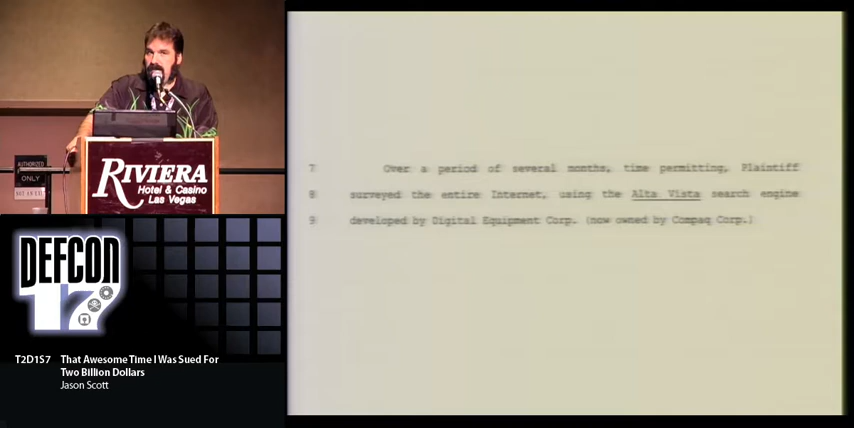 AUTHORIZED
ONLY
RIVIERA
Hotel & Casino
Las Vegas
DEFCON
17
T2D1S7 That Awesome Time I Was Sued For
Two Billion Dollars
Jason Scott
7 Over a period of several months, time permitting, Plaintiff
8 surveyed the entire Internet, using the Alta Vista search engine
9 developed by Digital Equipment Corp. (now owned by Compaq Corp.)